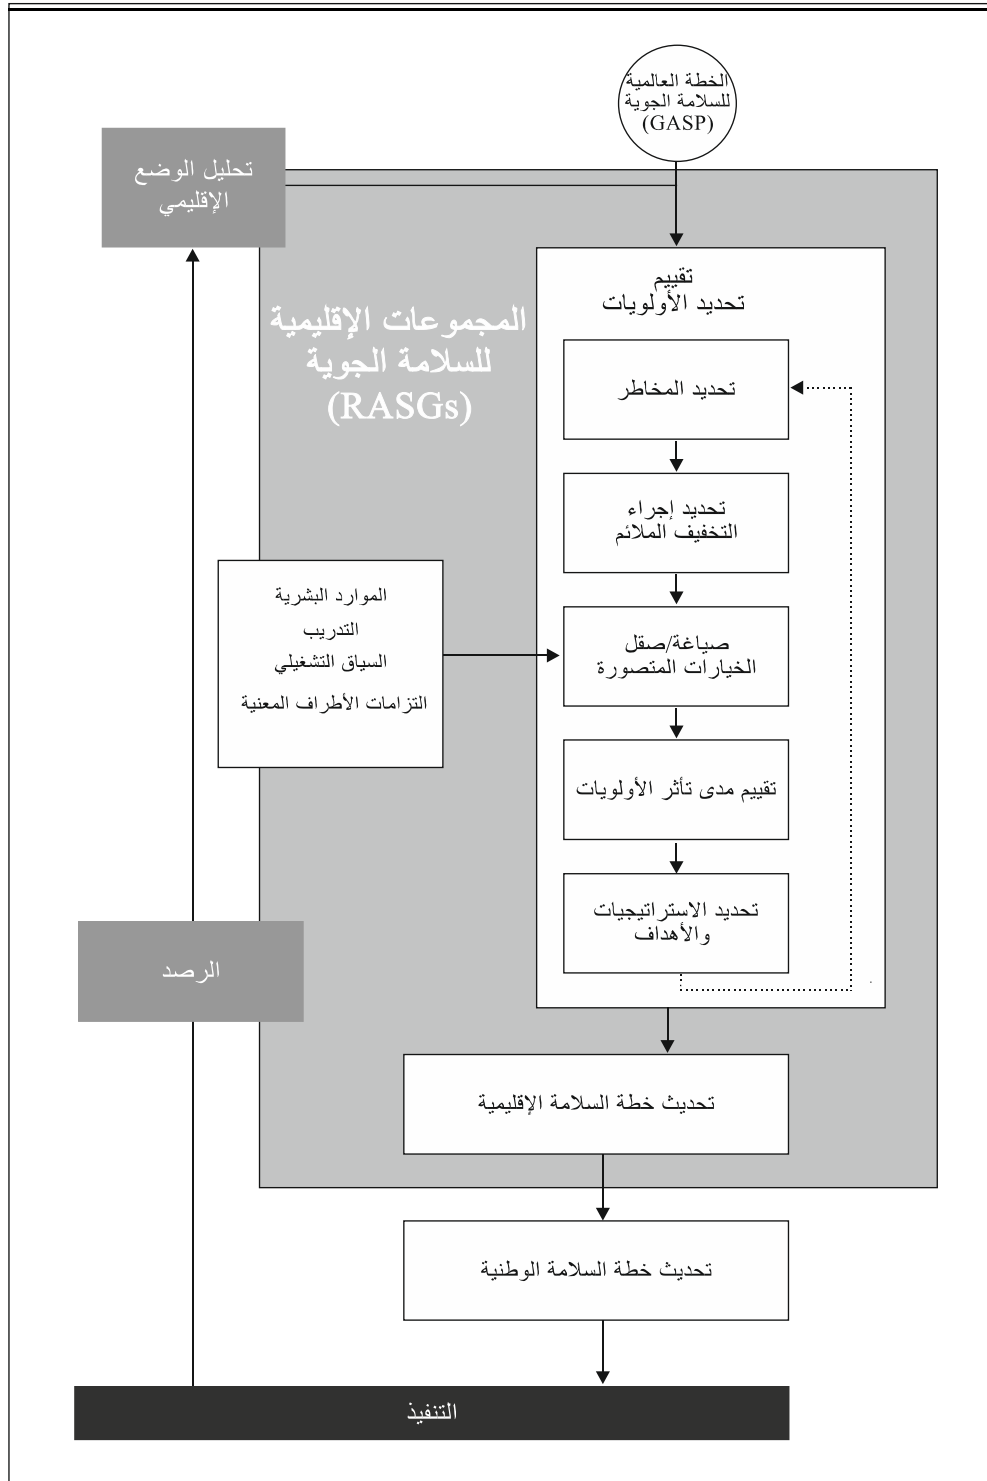 الخطة العالمية
للسلامة الجوية
(GASP)
تحليل الوضع
الإقليمي
المجموعات الإقليمية
للسلامة الجوية
(RASGs)
تقييم
تحديد الأولويات
تحديد المخاطر
تحديد إجراء
التخفيف الملائم
الموارد البشرية
التدريب
السياق التشغيلي
التزامات الأطراف المعنية
صياغة/صقل
الخيارات المتصورة
تقييم مدى تأثر الأولويات
تحديد الاستراتيجيات
والأهداف
الرصد
تحديث خطة السلامة الإقليمية
تحديث خطة السلامة الوطنية
التنفيذ